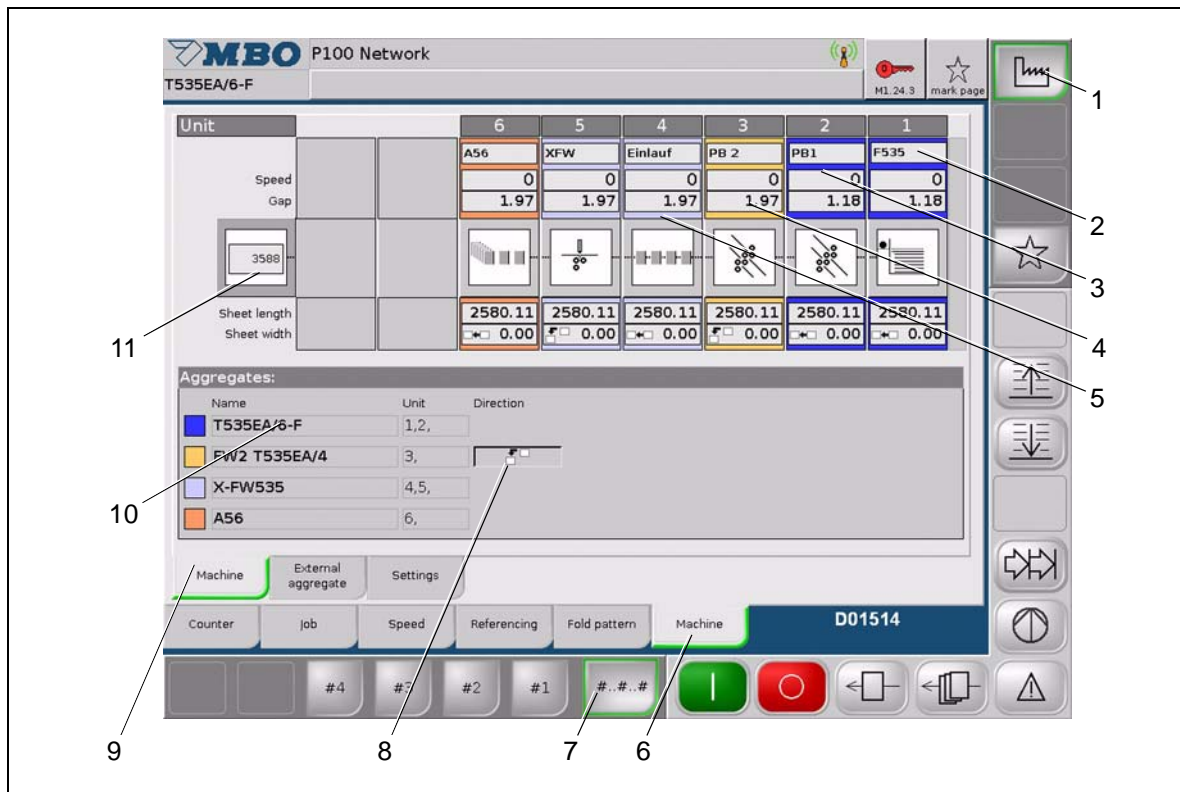 MBO P100 Network
T535EA/6-F
M1.24.3 mark page
1
Unit 6 5 4 3 2 1
A56 XFW Einlauf PB 2 PB1 F535
2
Speed 0 0 0 0 0 0
Gap 1.97 1.97 1.97 1.97 1.18 1.18
3
3588
4
11
5
Sheet length 2580.11 2580.11 2580.11 2580.11 2580.11 2580.11
Sheet width 0.00 0.00 0.00 0.00 0.00 0.00
Aggregates:
Name Unit Direction
T535EA/6-F 1,2,
FW2 T535EA/4 3,
X-FW535 4,5,
10
A56 6,
Machine External aggregate Settings
Counter Job Speed Referencing Fold pattern Machine D01514
#4 #3 #2 #1 #..#..#
9 8 7 6